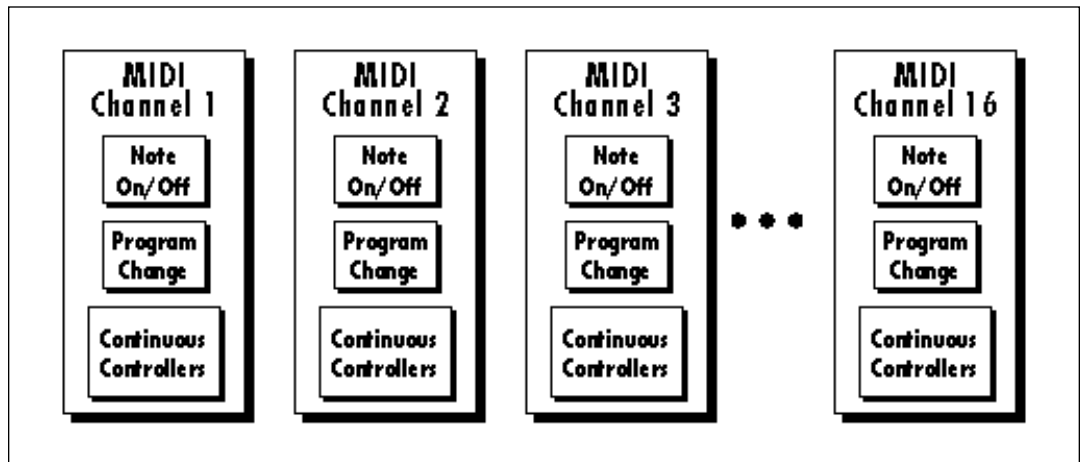 MIDI
Channel 1
Note
On/Off
Program
Change
Continuous
Controllers
MIDI
Channel 2
Note
On/Off
Program
Change
Continuous
Controllers
MIDI
Channel 3
Note
On/Off
Program
Change
Continuous
Controllers
MIDI
Channel 16
Note
On/Off
Program
Change
Continuous
Controllers